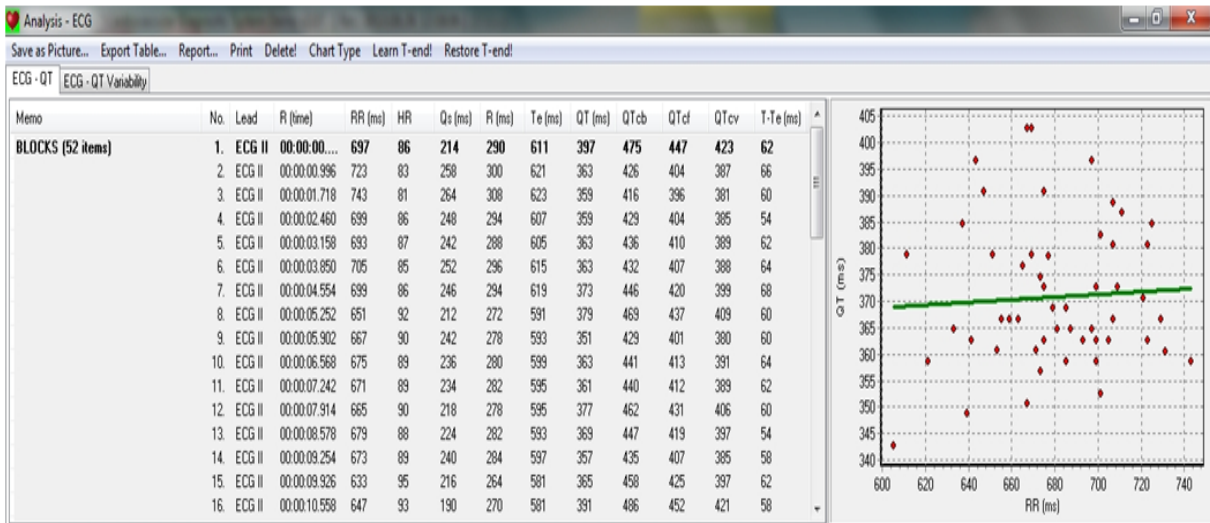 Analysis - ECG
Save as Picture... Export Table... Report... Print Delete! Chart Type Learn T-end! Restore T-end!
ECG - QT ECG - QT Variability
Memo No. Lead R (time) RR (ms) HR Qs (ms) R (ms) Te (ms) QT (ms) QTcb QTcf QTcv T-Te (ms)
BLOCKS (52 items) 1. ECG II 00:00:00.... 697 86 214 290 611 397 475 447 423 62
2. ECG II 00:00:00.996 723 83 258 300 621 363 426 404 387 66
3. ECG II 00:00:01.718 743 81 264 308 623 359 416 396 381 60
4. ECG II 00:00:02.460 699 86 248 294 607 359 429 404 385 54
5. ECG II 00:00:03.158 693 87 242 288 605 363 436 410 389 62
6. ECG II 00:00:03.850 705 85 252 296 615 363 432 407 388 64
7. ECG II 00:00:04.554 699 86 246 294 619 373 446 420 399 68
8. ECG II 00:00:05.252 651 92 212 272 591 379 469 437 409 60
9. ECG II 00:00:05.902 667 90 242 278 593 351 429 401 380 60
10. ECG II 00:00:06.568 675 89 236 280 599 363 441 413 391 64
11. ECG II 00:00:07.242 671 89 234 282 595 361 440 412 389 62
12. ECG II 00:00:07.914 665 90 218 278 595 377 462 431 406 60
13. ECG II 00:00:08.578 679 88 224 282 593 369 447 419 397 54
14. ECG II 00:00:09.254 673 89 240 284 597 357 435 407 385 58
15. ECG II 00:00:09.926 633 95 216 264 581 365 458 425 397 62
16. ECG II 00:00:10.558 647 93 190 270 581 391 486 452 421 58
405
400
395
390
385
380
375
370
365
360
355
350
345
340
QT (ms)
600 620 640 660 680 700 720 740
RR (ms)